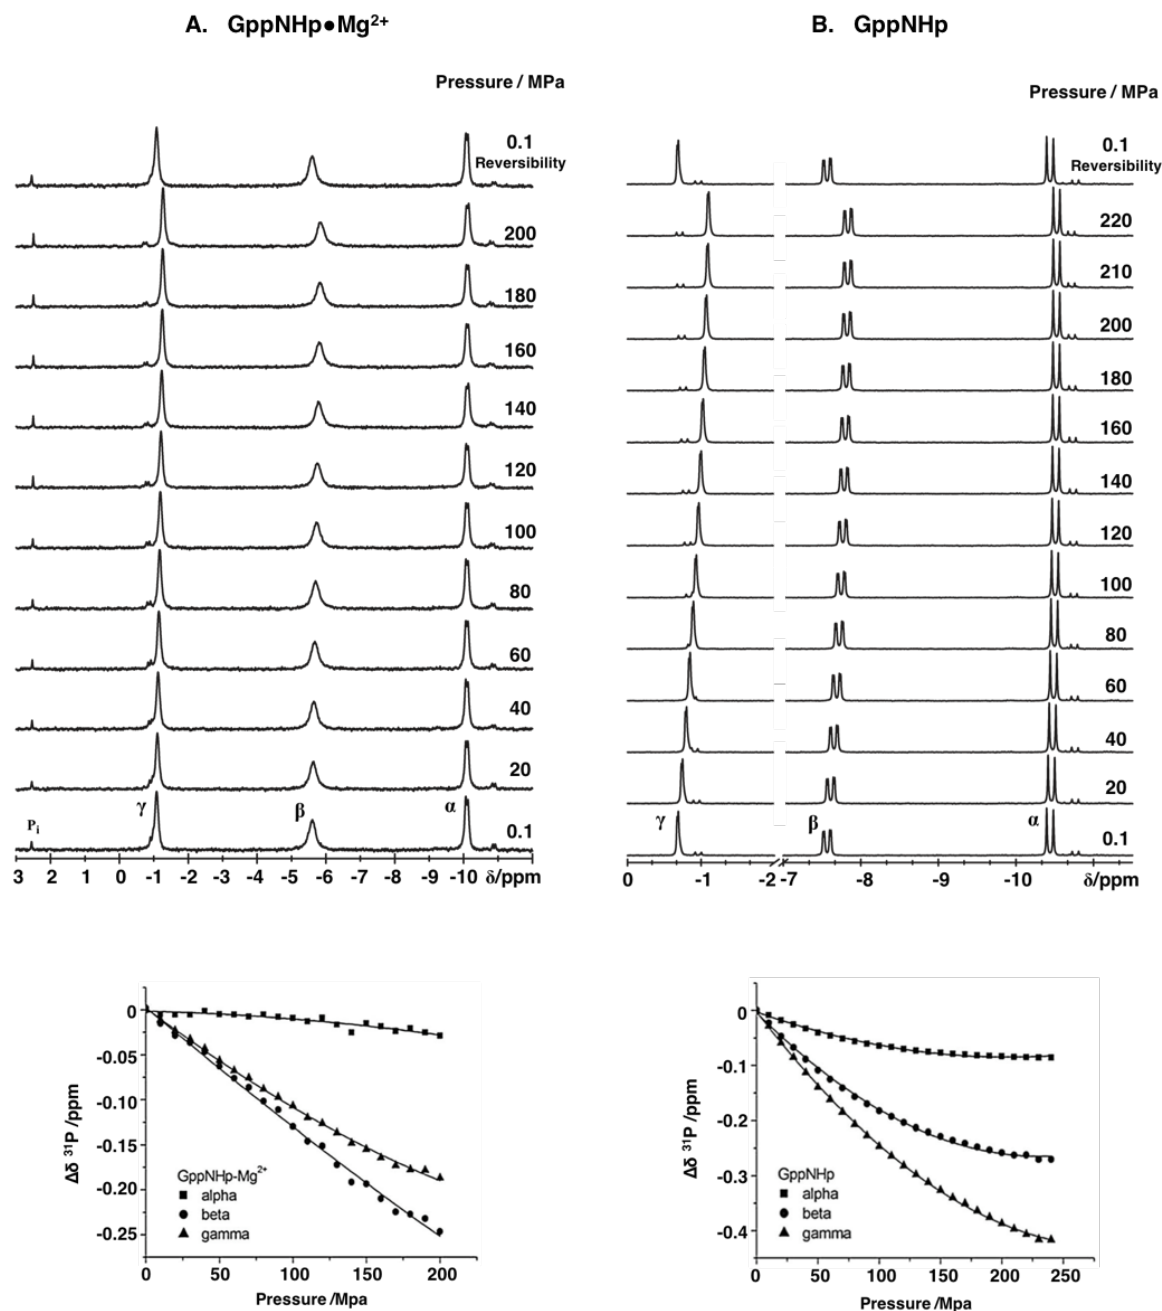 A. GppNHp●Mg²⁺
Pressure / MPa
0.1
Reversibility
200
180
160
140
120
100
80
60
40
20
γ β α
Pᵢ
0.1
3 2 1 0 -1 -2 -3 -4 -5 -6 -7 -8 -9 -10 δ/ppm
B. GppNHp
Pressure / MPa
0.1
Reversibility
220
210
200
180
160
140
120
100
80
60
40
20
γ β α
0.1
0 -1 -2 -7 -8 -9 -10 δ/ppm
0
-0.05
-0.10
-0.15
-0.20
-0.25
Δδ ³¹P /ppm
GppNHp-Mg²⁺
alpha
beta
gamma
0 50 100 150 200
Pressure /Mpa
0
-0.1
-0.2
-0.3
-0.4
Δδ ³¹P /ppm
GppNHp
alpha
beta
gamma
0 50 100 150 200 250
Pressure /Mpa